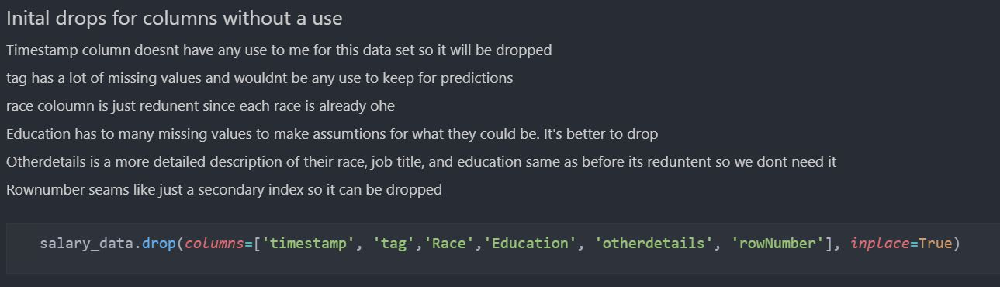 Inital drops for columns without a use
Timestamp column doesnt have any use to me for this data set so it will be dropped
tag has a lot of missing values and wouldnt be any use to keep for predictions
race coloumn is just redunent since each race is already ohe
Education has to many missing values to make assumtions for what they could be. It's better to drop
Otherdetails is a more detailed description of their race, job title, and education same as before its reduntent so we dont need it
Rownumber seams like just a secondary index so it can be dropped
salary_data.drop(columns=['timestamp', 'tag','Race','Education', 'otherdetails', 'rowNumber'], inplace=True)